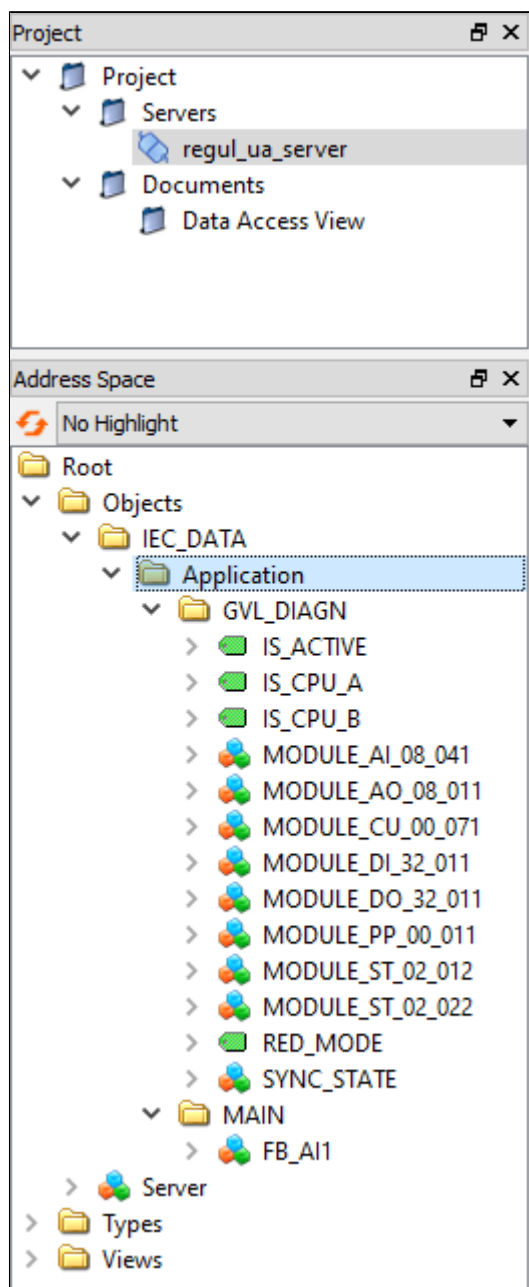 Project
Project
Servers
regul_ua_server
Documents
Data Access View
Address Space
No Highlight
Root
Objects
IEC_DATA
Application
GVL_DIAGN
IS_ACTIVE
IS_CPU_A
IS_CPU_B
MODULE_AI_08_041
MODULE_AO_08_011
MODULE_CU_00_071
MODULE_DI_32_011
MODULE_DO_32_011
MODULE_PP_00_011
MODULE_ST_02_012
MODULE_ST_02_022
RED_MODE
SYNC_STATE
MAIN
FB_AI1
Server
Types
Views